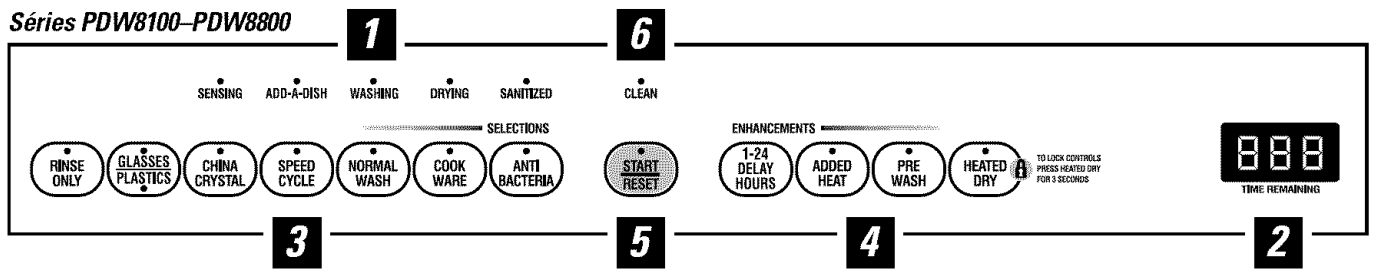 Séries PDW8100–PDW8800
1
6
SENSING ADD-A-DISH WASHING DRYING SANITIZED CLEAN
SELECTIONS
ENHANCEMENTS
RINSE
ONLY
GLASSES
PLASTICS
CHINA
CRYSTAL
SPEED
CYCLE
NORMAL
WASH
COOK
WARE
ANTI
BACTERIA
START
RESET
1-24
DELAY
HOURS
ADDED
HEAT
PRE
WASH
HEATED
DRY
TO LOCK CONTROLS
PRESS HEATED DRY
FOR 3 SECONDS
888
TIME REMAINING
3
5
4
2